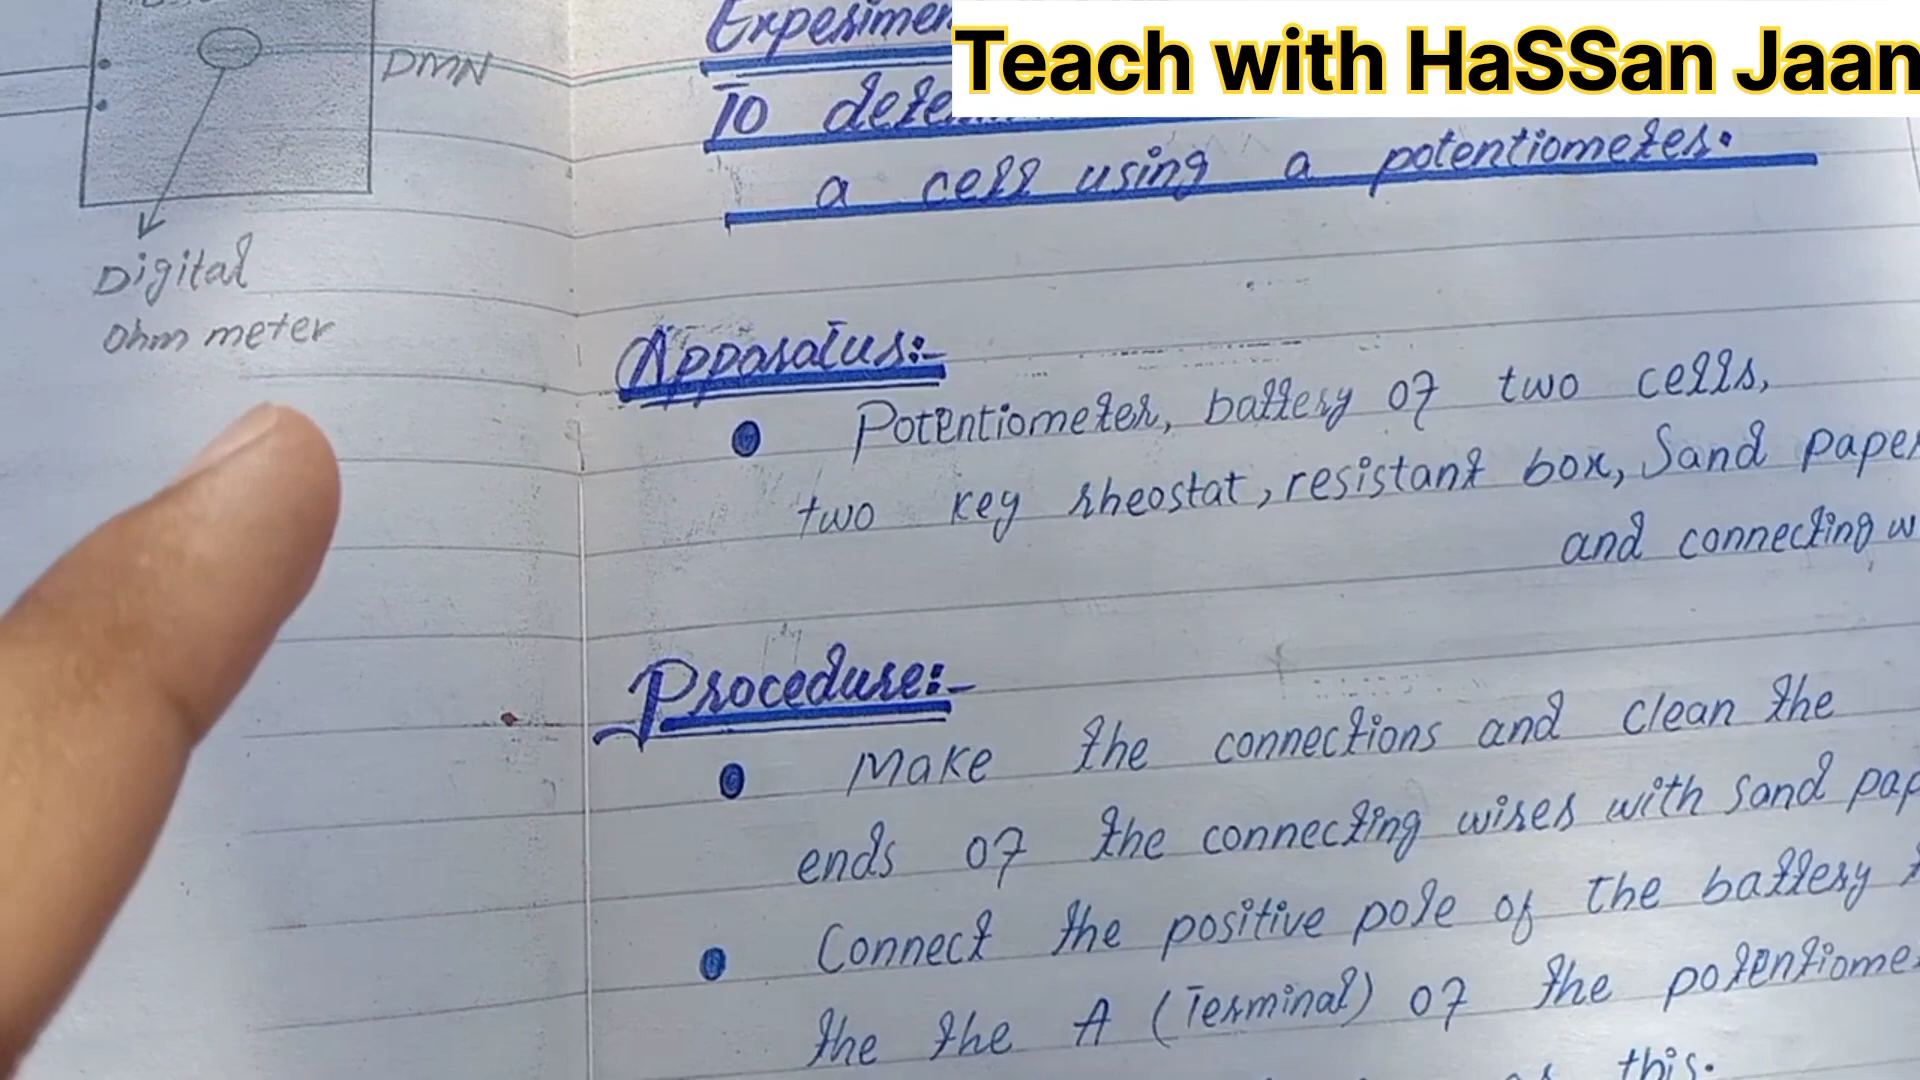 DMN
Digital
Ohm meter
Teach with HaSSan Jaan
To
a cell using a potentiometer.
Apparatus:-
Potentiometer, battery of two cells,
two key rheostat, resistant box, Sand
and connecting
Procedure:-
Make the connections and clean the
ends of the connecting wires with sand
Connect the positive pole of the battery
the the A (Terminal) of the
this.